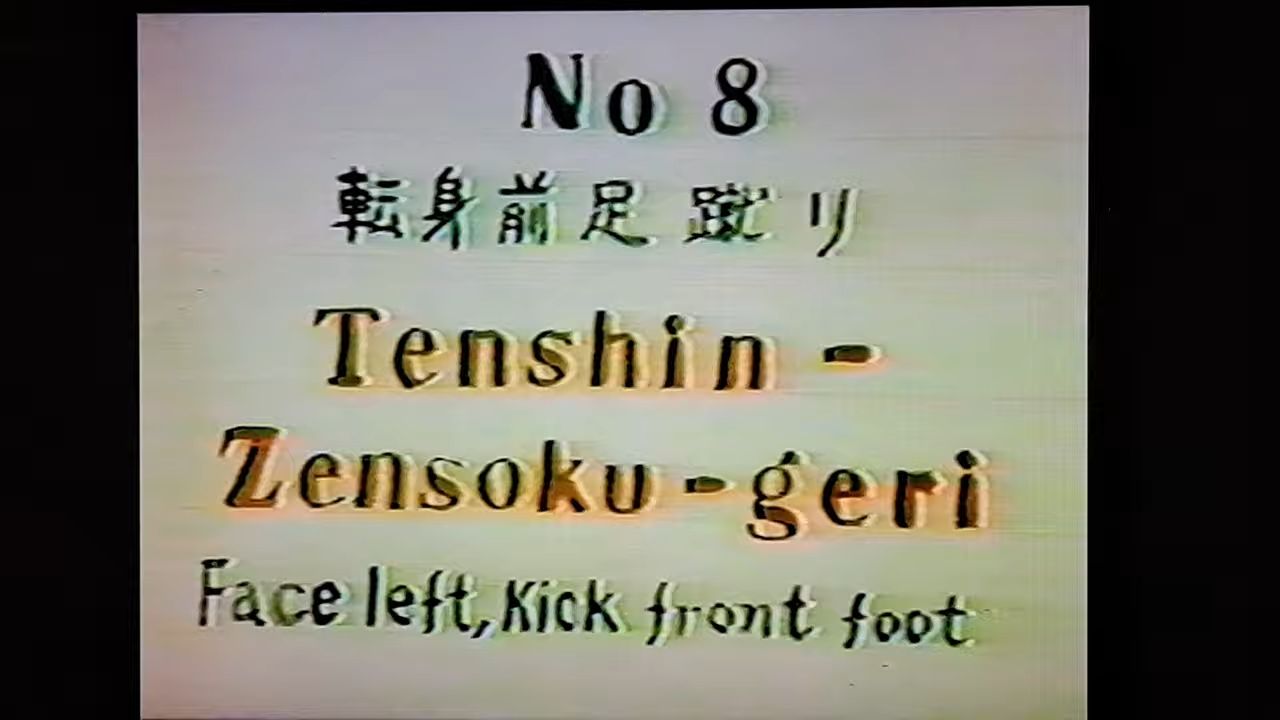 No 8
転身前足蹴り
Tenshin -
Zensoku-geri
Face left, Kick front foot